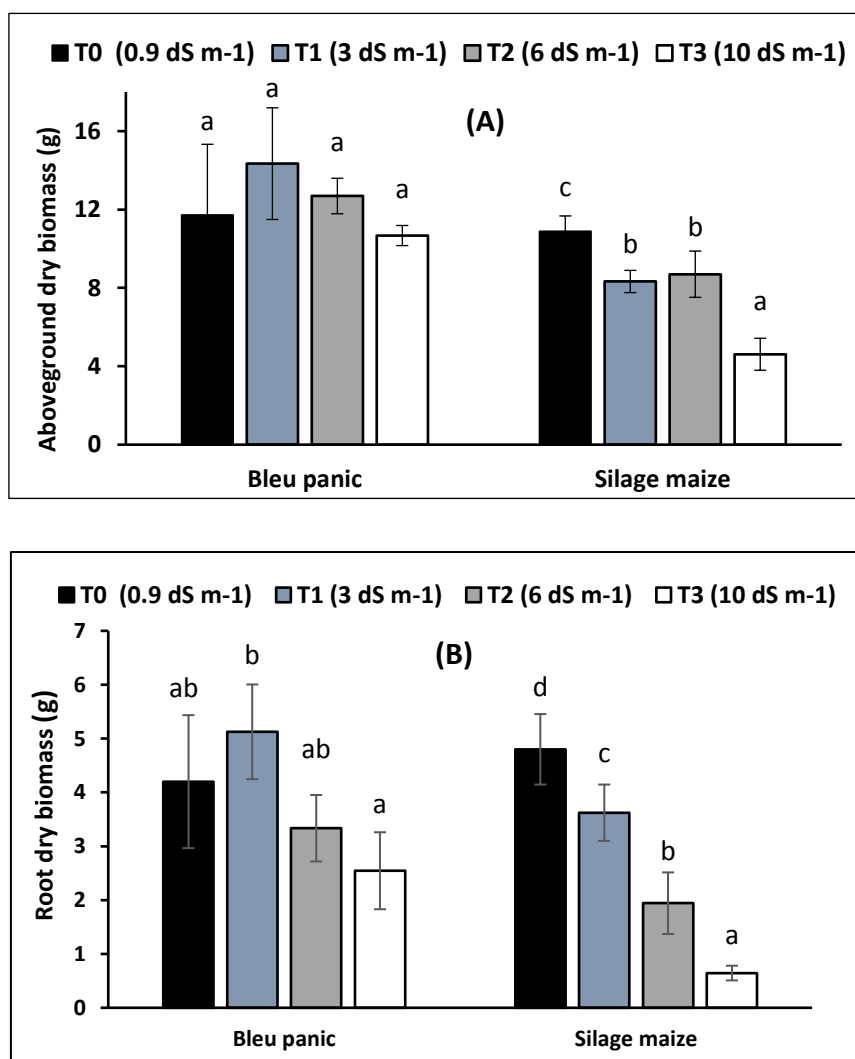 T0 (0.9 dS m-1) T1 (3 dS m-1) T2 (6 dS m-1) T3 (10 dS m-1)
(A)
Aboveground dry biomass (g)
16
12
8
4
0
a a a a
c b b a
Bleu panic Silage maize
T0 (0.9 dS m-1) T1 (3 dS m-1) T2 (6 dS m-1) T3 (10 dS m-1)
(B)
Root dry biomass (g)
7
6
5
4
3
2
1
0
ab b ab a
d c b a
Bleu panic Silage maize